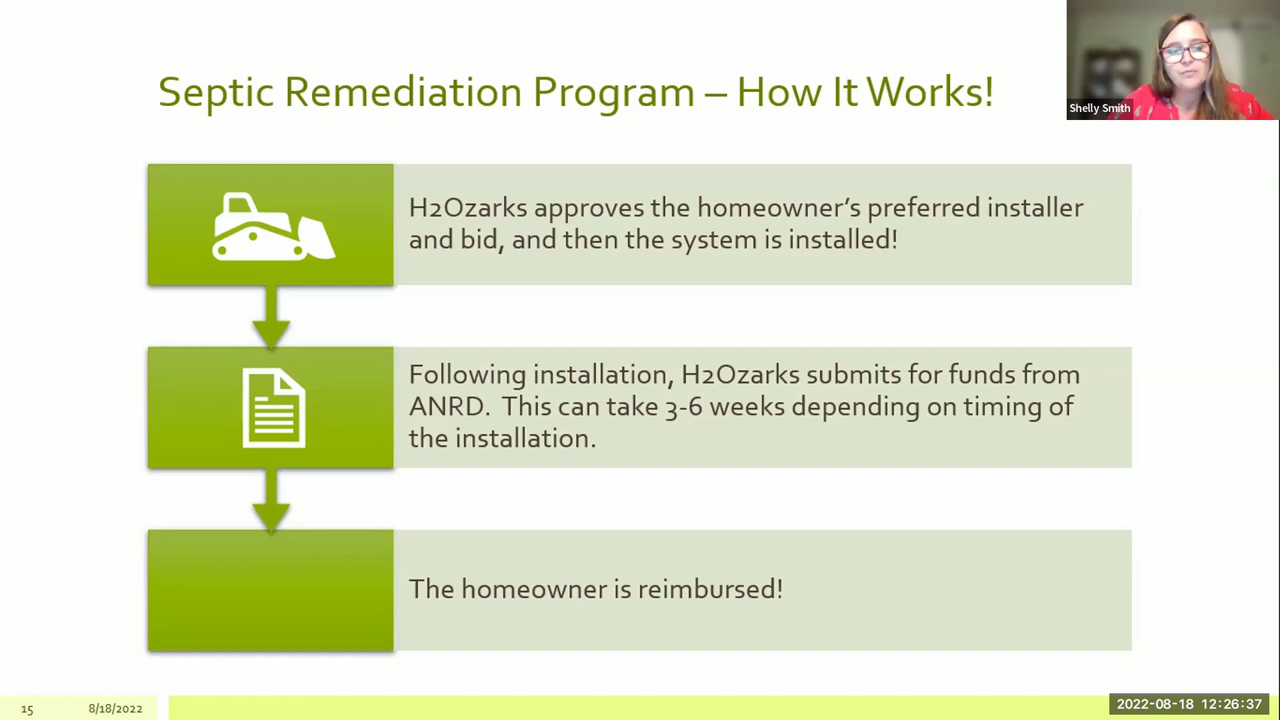 Septic Remediation Program – How It Works!
Shelly Smith
H2Ozarks approves the homeowner’s preferred installer
and bid, and then the system is installed!
Following installation, H2Ozarks submits for funds from
ANRD.  This can take 3-6 weeks depending on timing of
the installation.
The homeowner is reimbursed!
15
8/18/2022
2022-08-18 12:26:37